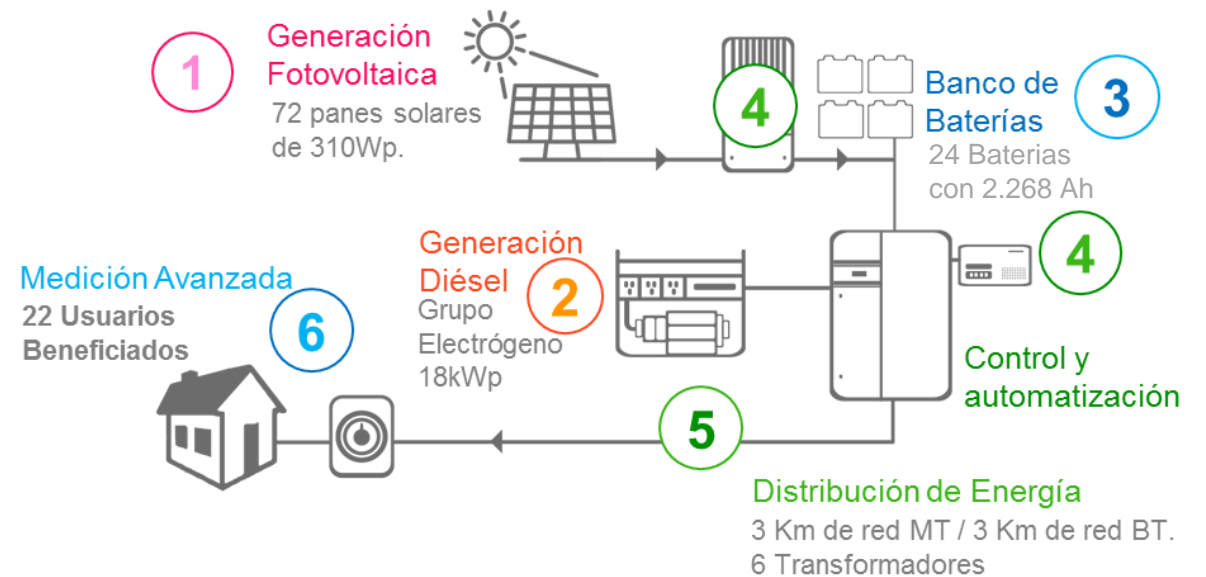 1
Generación
Fotovoltaica
72 panes solares
de 310Wp.
4
Banco de
Baterías
3
24 Baterias
con 2.268 Ah
Generación
Diésel
2
Grupo
Electrógeno
18kWp
4
Control y
automatización
Medición Avanzada
22 Usuarios
Beneficiados
6
5
Distribución de Energía
3 Km de red MT / 3 Km de red BT.
6 Transformadores